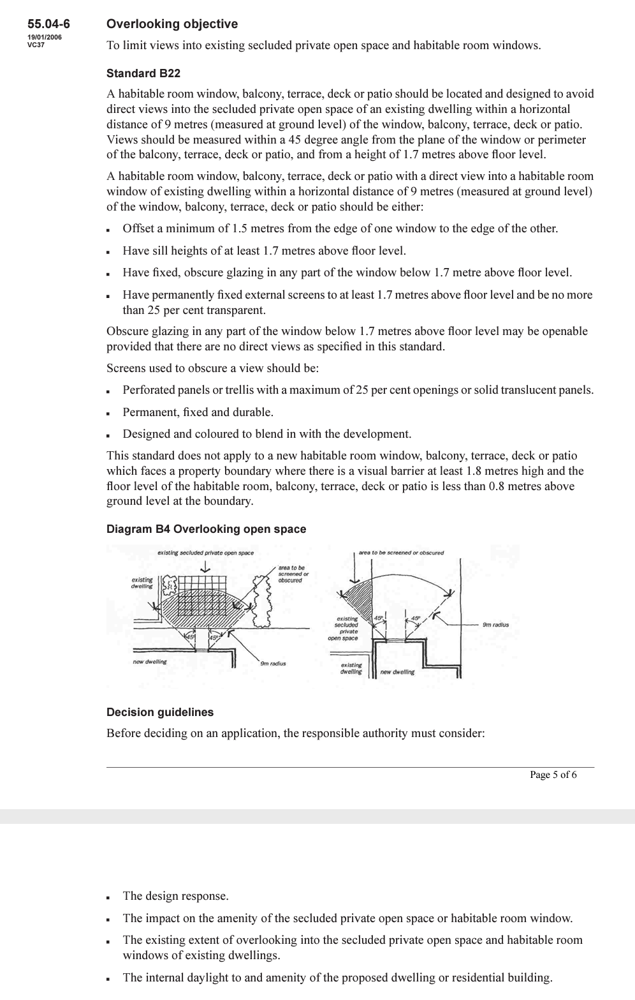 55.04-6
19/01/2006
VC37
Overlooking objective
To limit views into existing secluded private open space and habitable room windows.
Standard B22
A habitable room window, balcony, terrace, deck or patio should be located and designed to avoid
direct views into the secluded private open space of an existing dwelling within a horizontal
distance of 9 metres (measured at ground level) of the window, balcony, terrace, deck or patio.
Views should be measured within a 45 degree angle from the plane of the window or perimeter
of the balcony, terrace, deck or patio, and from a height of 1.7 metres above floor level.
A habitable room window, balcony, terrace, deck or patio with a direct view into a habitable room
window of existing dwelling within a horizontal distance of 9 metres (measured at ground level)
of the window, balcony, terrace, deck or patio should be either:
▪ Offset a minimum of 1.5 metres from the edge of one window to the edge of the other.
▪ Have sill heights of at least 1.7 metres above floor level.
▪ Have fixed, obscure glazing in any part of the window below 1.7 metre above floor level.
▪ Have permanently fixed external screens to at least 1.7 metres above floor level and be no more
than 25 per cent transparent.
Obscure glazing in any part of the window below 1.7 metres above floor level may be openable
provided that there are no direct views as specified in this standard.
Screens used to obscure a view should be:
▪ Perforated panels or trellis with a maximum of 25 per cent openings or solid translucent panels.
▪ Permanent, fixed and durable.
▪ Designed and coloured to blend in with the development.
This standard does not apply to a new habitable room window, balcony, terrace, deck or patio
which faces a property boundary where there is a visual barrier at least 1.8 metres high and the
floor level of the habitable room, balcony, terrace, deck or patio is less than 0.8 metres above
ground level at the boundary.
Diagram B4 Overlooking open space
existing secluded private open space
area to be
screened or
obscured
existing
dwelling
45°
45°
new dwelling
9m radius
area to be screened or obscured
existing
secluded
private
open space
45°
45°
9m radius
existing
dwelling
new dwelling
Decision guidelines
Before deciding on an application, the responsible authority must consider:
Page 5 of 6
▪ The design response.
▪ The impact on the amenity of the secluded private open space or habitable room window.
▪ The existing extent of overlooking into the secluded private open space and habitable room
windows of existing dwellings.
▪ The internal daylight to and amenity of the proposed dwelling or residential building.